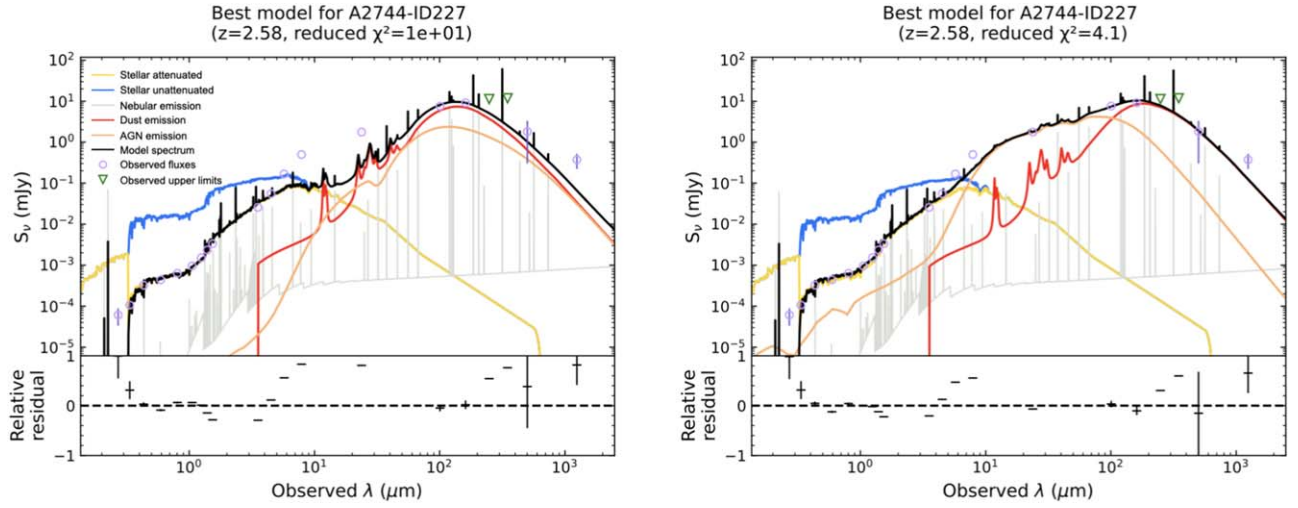 Best model for A2744-ID227
(z=2.58, reduced χ²=1e+01)
10²
10¹
10⁰
10⁻¹
10⁻²
10⁻³
10⁻⁴
10⁻⁵
Sν (mJy)
Stellar attenuated
Stellar unattenuated
Nebular emission
Dust emission
AGN emission
Model spectrum
Observed fluxes
Observed upper limits
1
0
−1
Relative
residual
10⁰ 10¹ 10² 10³
Observed λ (μm)
Best model for A2744-ID227
(z=2.58, reduced χ²=4.1)
10²
10¹
10⁰
10⁻¹
10⁻²
10⁻³
10⁻⁴
10⁻⁵
Sν (mJy)
1
0
−1
Relative
residual
10⁰ 10¹ 10² 10³
Observed λ (μm)